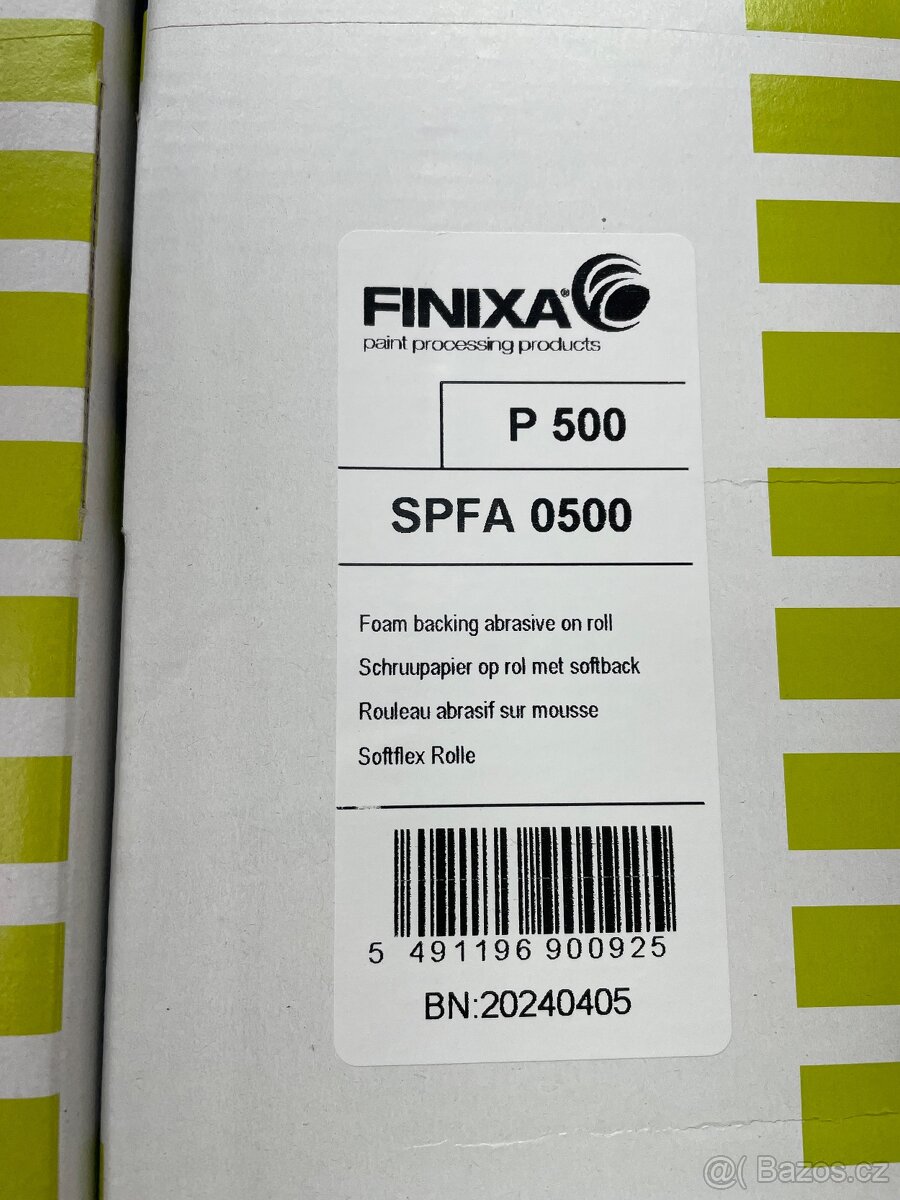 FINIXA®
paint processing products
P 500
SPFA 0500
Foam backing abrasive on roll
Schruupapier op rol met softback
Rouleau abrasif sur mousse
Softflex Rolle
5 491196 900925
BN:20240405
@( Bazos.cz